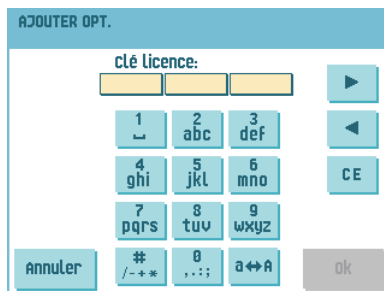 AJOUTER OPT.
Clé licence:
1 2 3
abc def
4 5 6
ghi jkl mno
CE
7 8 9
pqrs tuv wxyz
# 0
/-+* ,.:; a↔A
Annuler ok